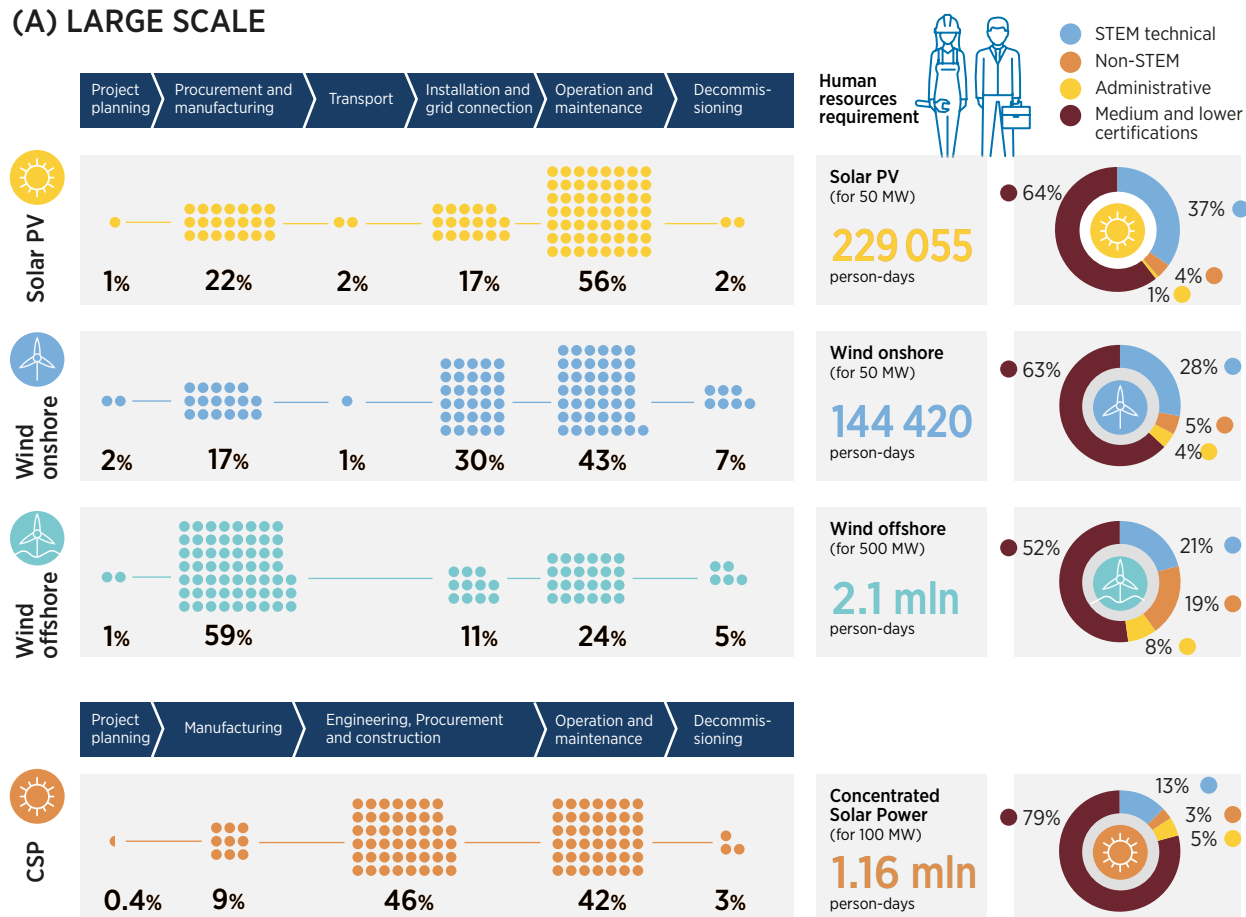 (A) LARGE SCALE
Project
planning
Procurement and
manufacturing
Transport
Installation and
grid connection
Operation and
maintenance
Decommis-
sioning
Human
resources
requirement
STEM technical
Non-STEM
Administrative
Medium and lower
certifications
Solar PV
1%
22%
2%
17%
56%
2%
Solar PV
(for 50 MW)
229 055
person-days
64%
37%
4%
1%
Wind
onshore
2%
17%
1%
30%
43%
7%
Wind onshore
(for 50 MW)
144 420
person-days
63%
28%
5%
4%
Wind
offshore
1%
59%
11%
24%
5%
Wind offshore
(for 500 MW)
2.1 mln
person-days
52%
21%
19%
8%
Project
planning
Manufacturing
Engineering, Procurement
and construction
Operation and
maintenance
Decommis-
sioning
CSP
0.4%
9%
46%
42%
3%
Concentrated
Solar Power
(for 100 MW)
1.16 mln
person-days
79%
13%
3%
5%